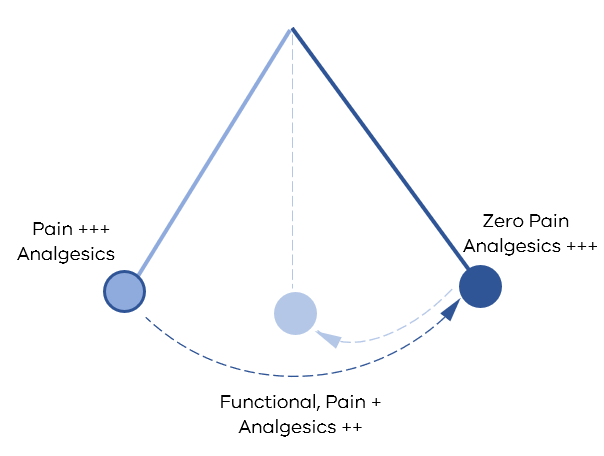 Pain +++
Analgesics
Zero Pain
Analgesics +++
Functional, Pain +
Analgesics ++